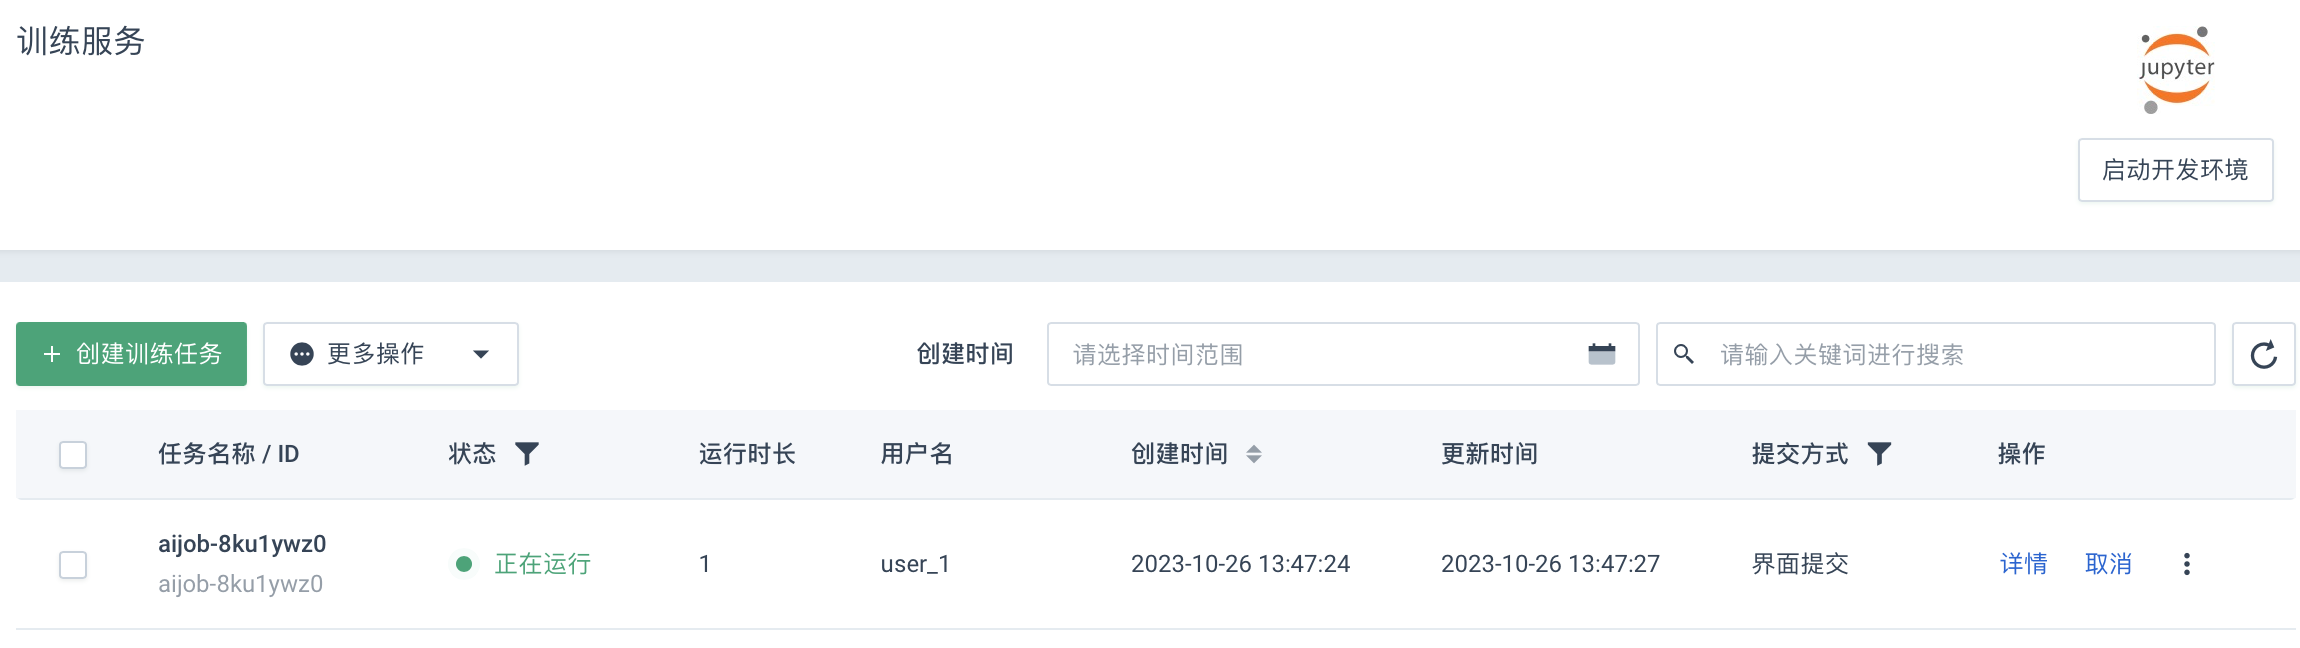 训练服务
jupyter
启动开发环境
创建训练任务
更多操作
创建时间
请选择时间范围
请输入关键词进行搜索
任务名称 / ID
状态
运行时长
用户名
创建时间
更新时间
提交方式
操作
aijob-8ku1ywz0
aijob-8ku1ywz0
正在运行
1
user_1
2023-10-26 13:47:24
2023-10-26 13:47:27
界面提交
详情
取消